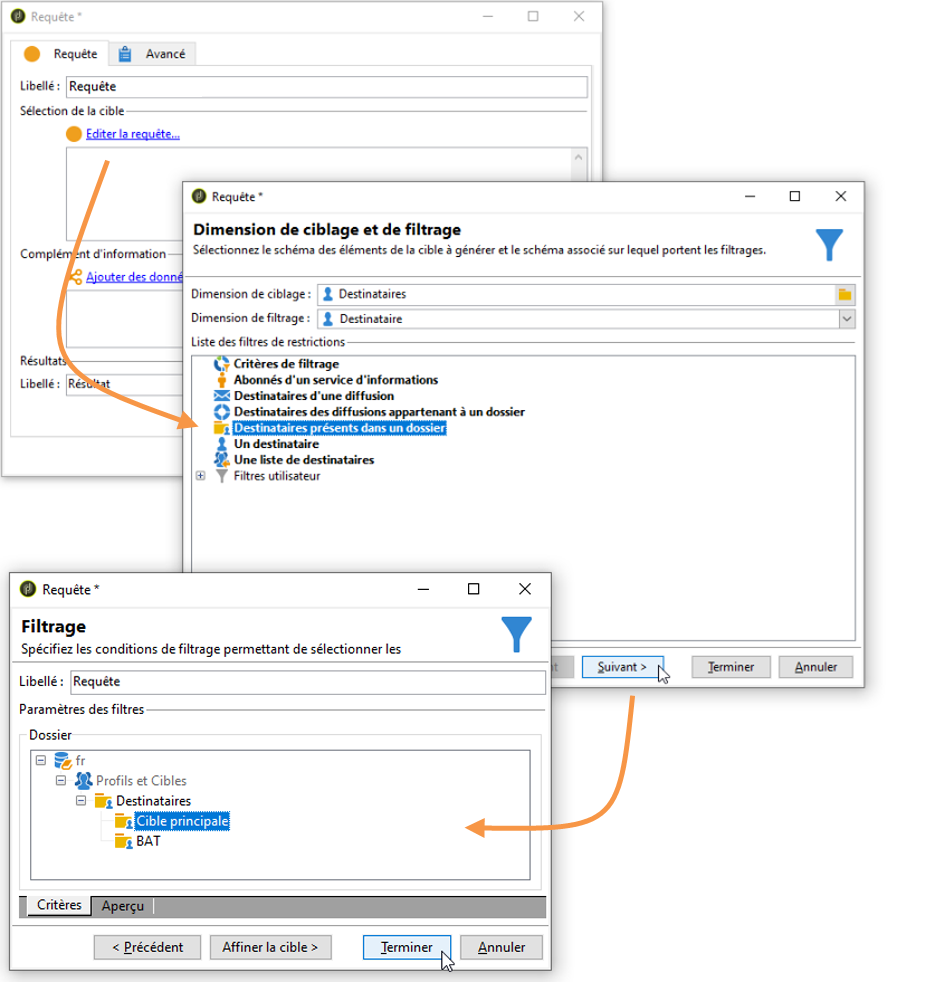 Requête *
Requête
Avancé
Libellé : Requête
Sélection de la cible
Editer la requête...
Complément d'information
Ajouter des donné
Résultats
Libellé : Résultat
Requête *
Dimension de ciblage et de filtrage
Sélectionnez le schéma des éléments de la cible à générer et le schéma associé sur lequel portent les filtrages.
Dimension de ciblage : Destinataires
Dimension de filtrage : Destinataire
Liste des filtres de restrictions
Critères de filtrage
Abonnés d'un service d'informations
Destinataires d'une diffusion
Destinataires des diffusions appartenant à un dossier
Destinataires présents dans un dossier
Un destinataire
Une liste de destinataires
Filtres utilisateur
Suivant > Terminer Annuler
Requête *
Filtrage
Spécifiez les conditions de filtrage permettant de sélectionner les
Libellé : Requête
Paramètres des filtres
Dossier
fr
Profils et Cibles
Destinataires
Cible principale
BAT
Critères Aperçu
< Précédent Affiner la cible > Terminer Annuler